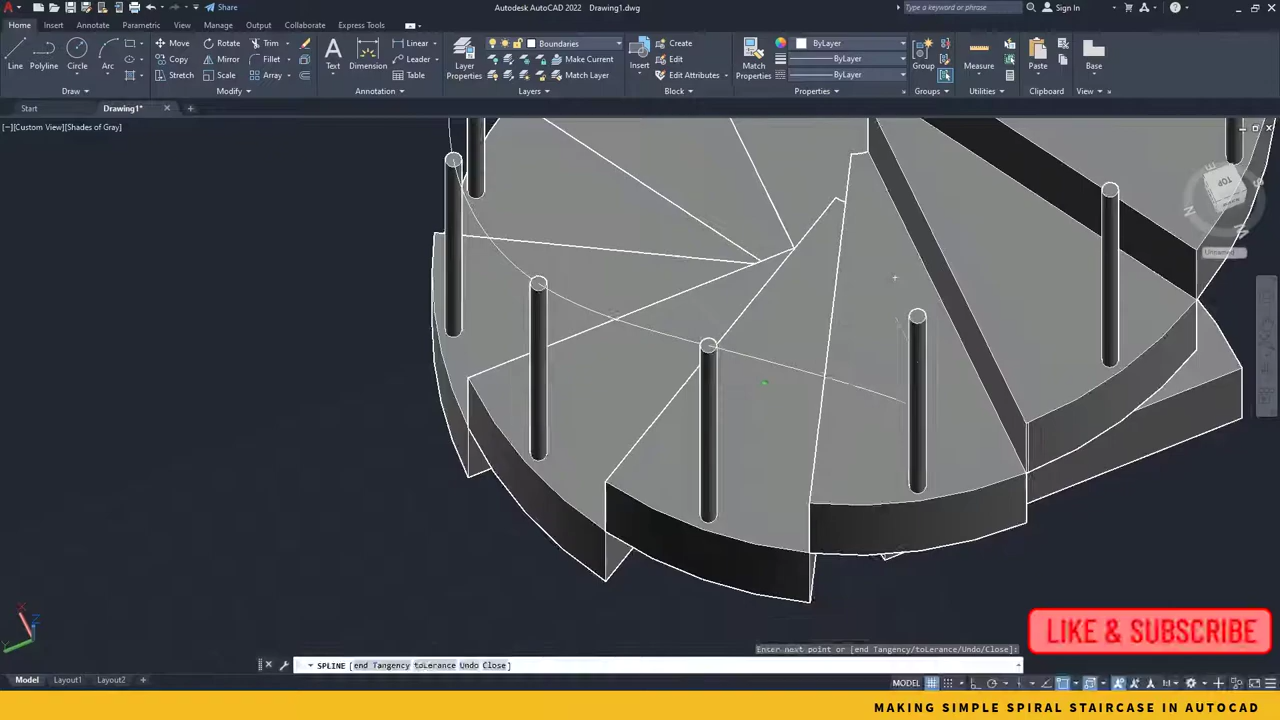 Share
Autodesk AutoCAD 2022 Drawing1.dwg
Type a keyword or phrase
Sign In
Home Insert Annotate Parametric View Manage Output Collaborate Express Tools
Line Polyline Circle Arc
Move Rotate Trim
Copy Mirror Fillet
Stretch Scale Array
Text Dimension
Linear
Leader
Table
Layer Properties
Boundaries
Make Current
Match Layer
Insert
Create
Edit
Edit Attributes
Match Properties
ByLayer
ByLayer
ByLayer
Group
Measure
Paste
Base
Draw Modify Annotation Layers Block Properties Groups Utilities Clipboard View
Start Drawing1*
[−][Custom View][Shades of Gray]
TOP
N
Unnamed
X
Y
Z
LIKE & SUBSCRIBE
Enter next point or [end Tangency/toLerance/Undo/Close]:
SPLINE [end Tangency toLerance Undo Close]
Model Layout1 Layout2
MODEL
MAKING SIMPLE SPIRAL STAIRCASE IN AUTOCAD